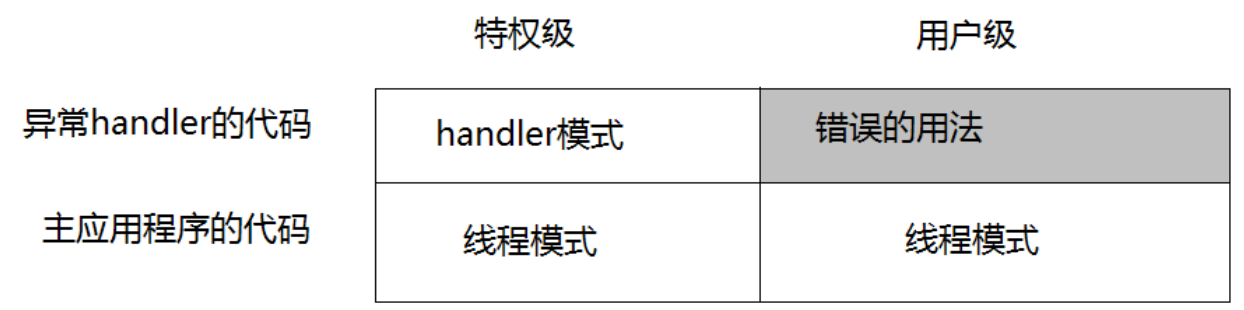 特权级 用户级
异常handler的代码 handler模式 错误的用法
主应用程序的代码 线程模式 线程模式